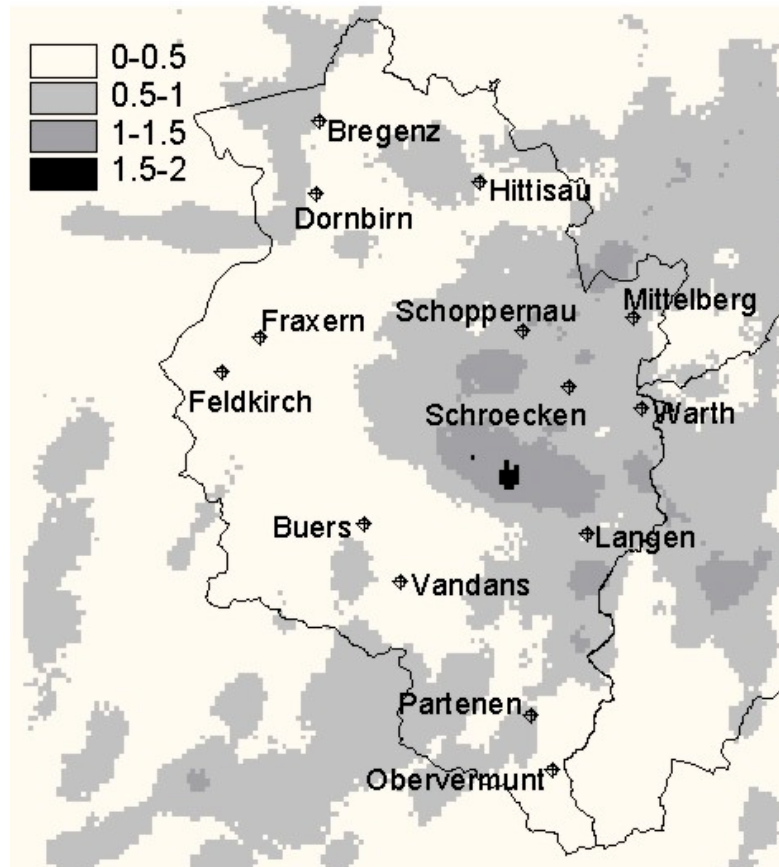 0-0.5
0.5-1
1-1.5
1.5-2
Bregenz
Hittisau
Dornbirn
Mittelberg
Schoppernau
Fraxern
Feldkirch
Schroecken
Warth
Buers
Langen
Vandans
Partenen
Obervermunt